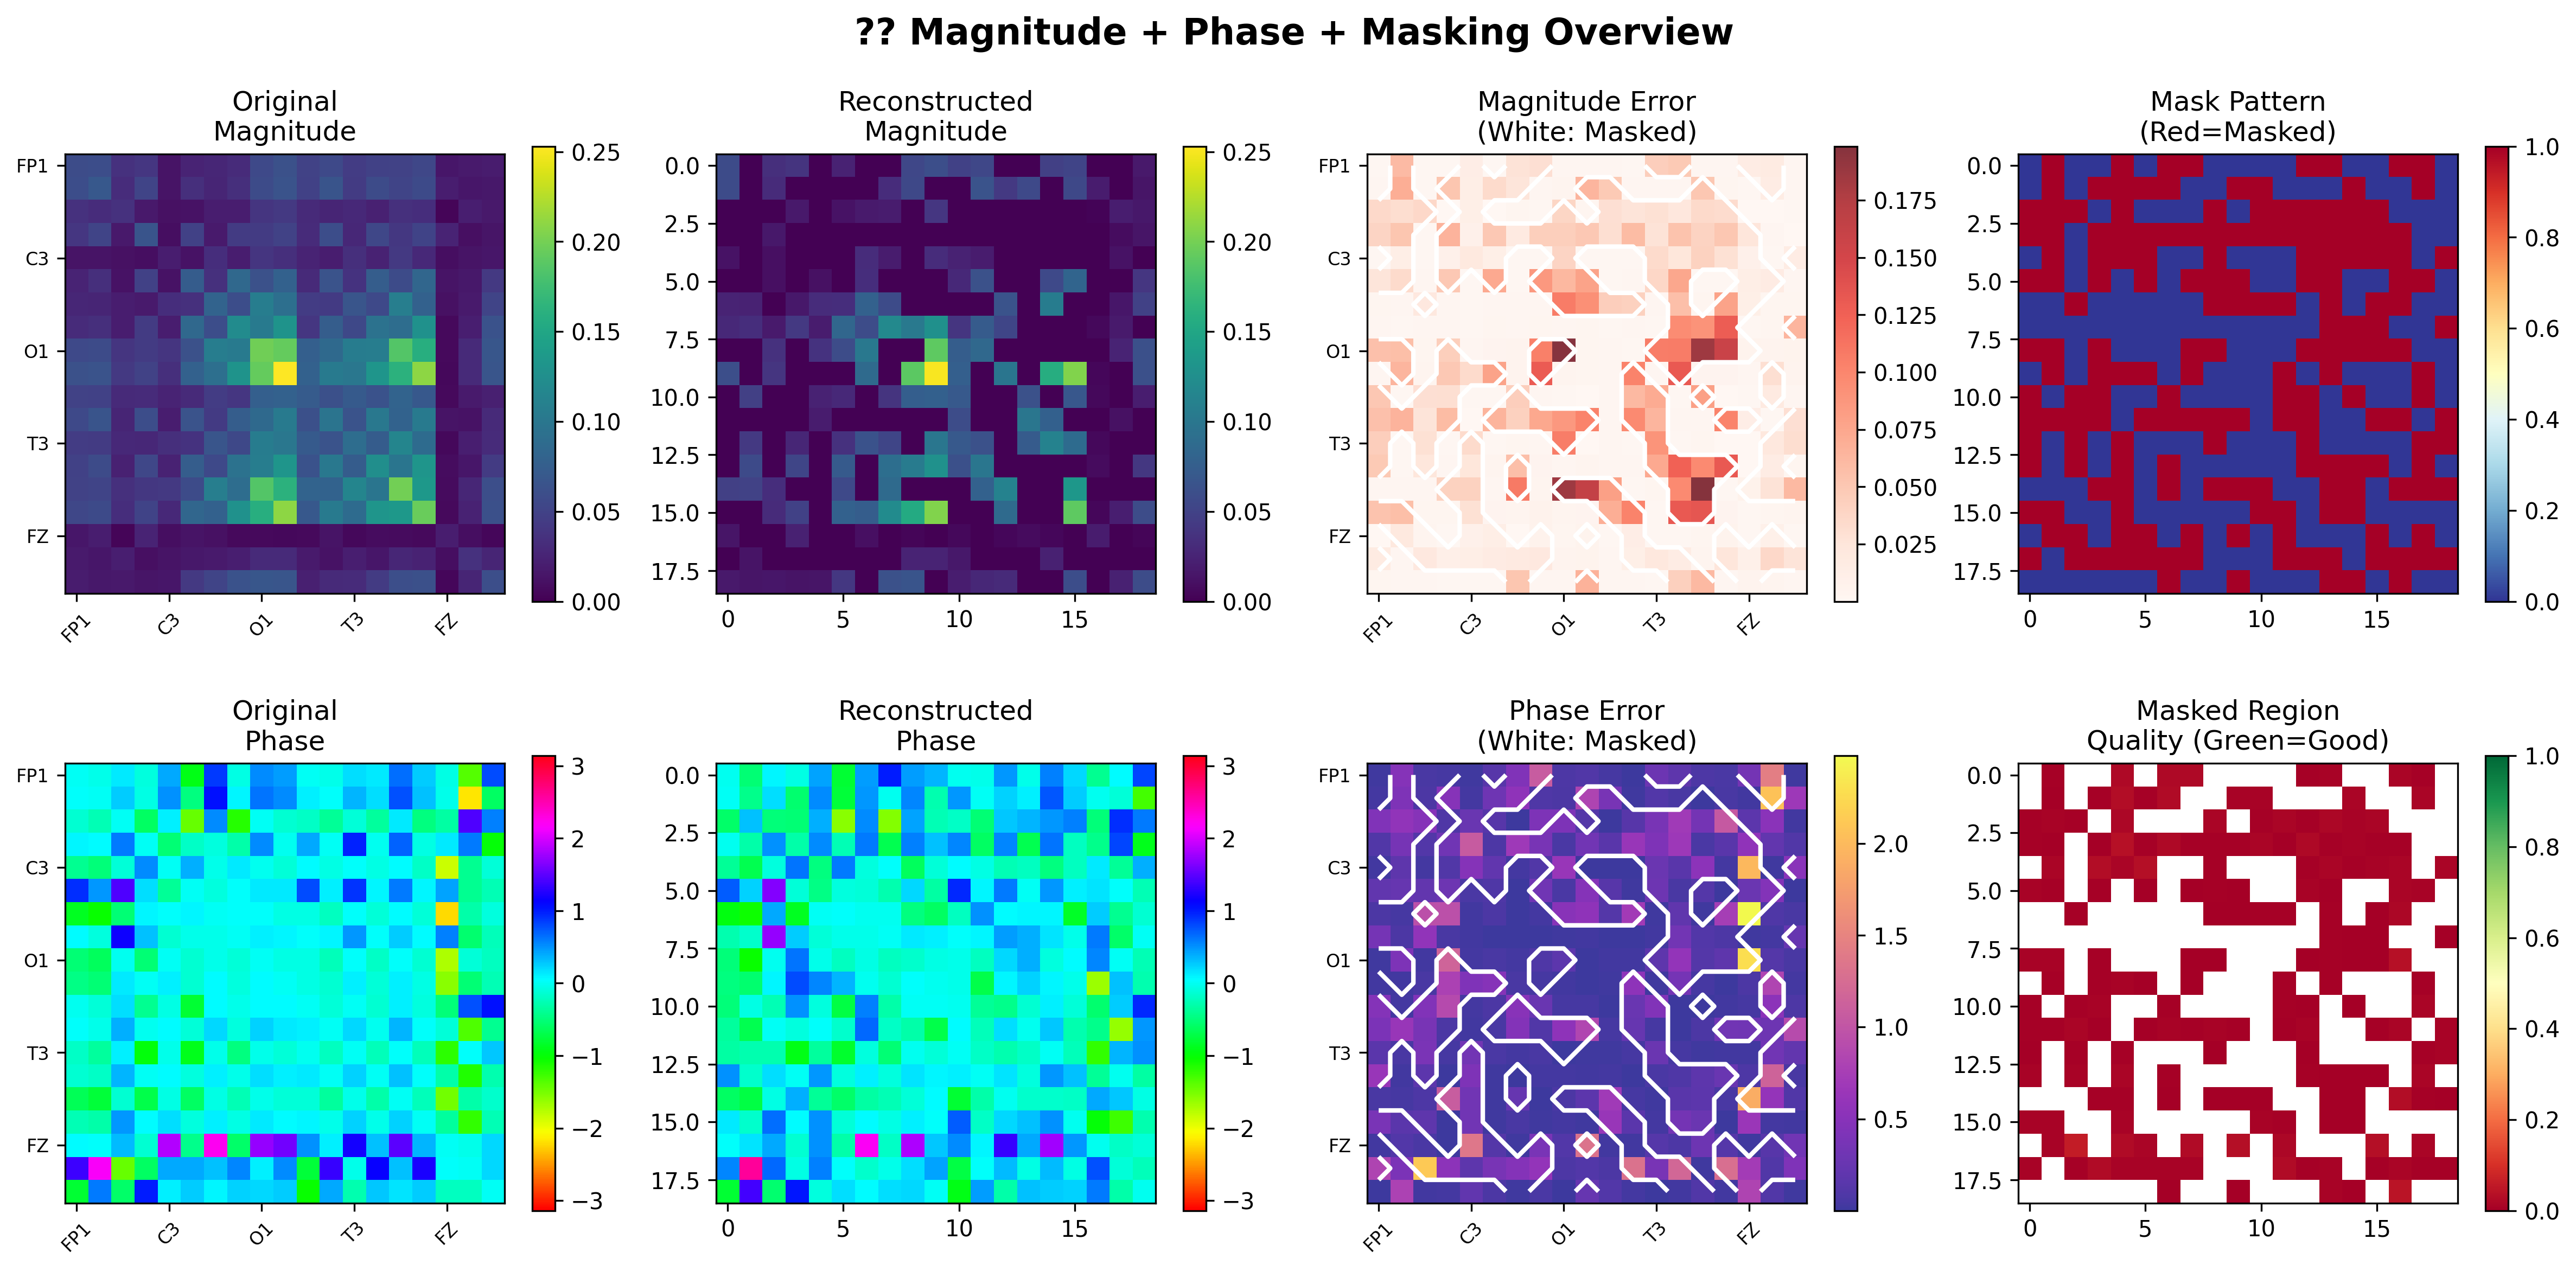 ?? Magnitude + Phase + Masking Overview
Original
Magnitude
FP1
C3
O1
T3
FZ
FP1
C3
O1
T3
FZ
0.25
0.20
0.15
0.10
0.05
0.00
Reconstructed
Magnitude
0.0
2.5
5.0
7.5
10.0
12.5
15.0
17.5
0
5
10
15
0.25
0.20
0.15
0.10
0.05
0.00
Magnitude Error
(White: Masked)
FP1
C3
O1
T3
FZ
FP1
C3
O1
T3
FZ
0.175
0.150
0.125
0.100
0.075
0.050
0.025
Mask Pattern
(Red=Masked)
0.0
2.5
5.0
7.5
10.0
12.5
15.0
17.5
0
5
10
15
1.0
0.8
0.6
0.4
0.2
0.0
Original
Phase
FP1
C3
O1
T3
FZ
FP1
C3
O1
T3
FZ
3
2
1
0
−1
−2
−3
Reconstructed
Phase
0.0
2.5
5.0
7.5
10.0
12.5
15.0
17.5
0
5
10
15
3
2
1
0
−1
−2
−3
Phase Error
(White: Masked)
FP1
C3
O1
T3
FZ
FP1
C3
O1
T3
FZ
2.0
1.5
1.0
0.5
Masked Region
Quality (Green=Good)
0.0
2.5
5.0
7.5
10.0
12.5
15.0
17.5
0
5
10
15
1.0
0.8
0.6
0.4
0.2
0.0